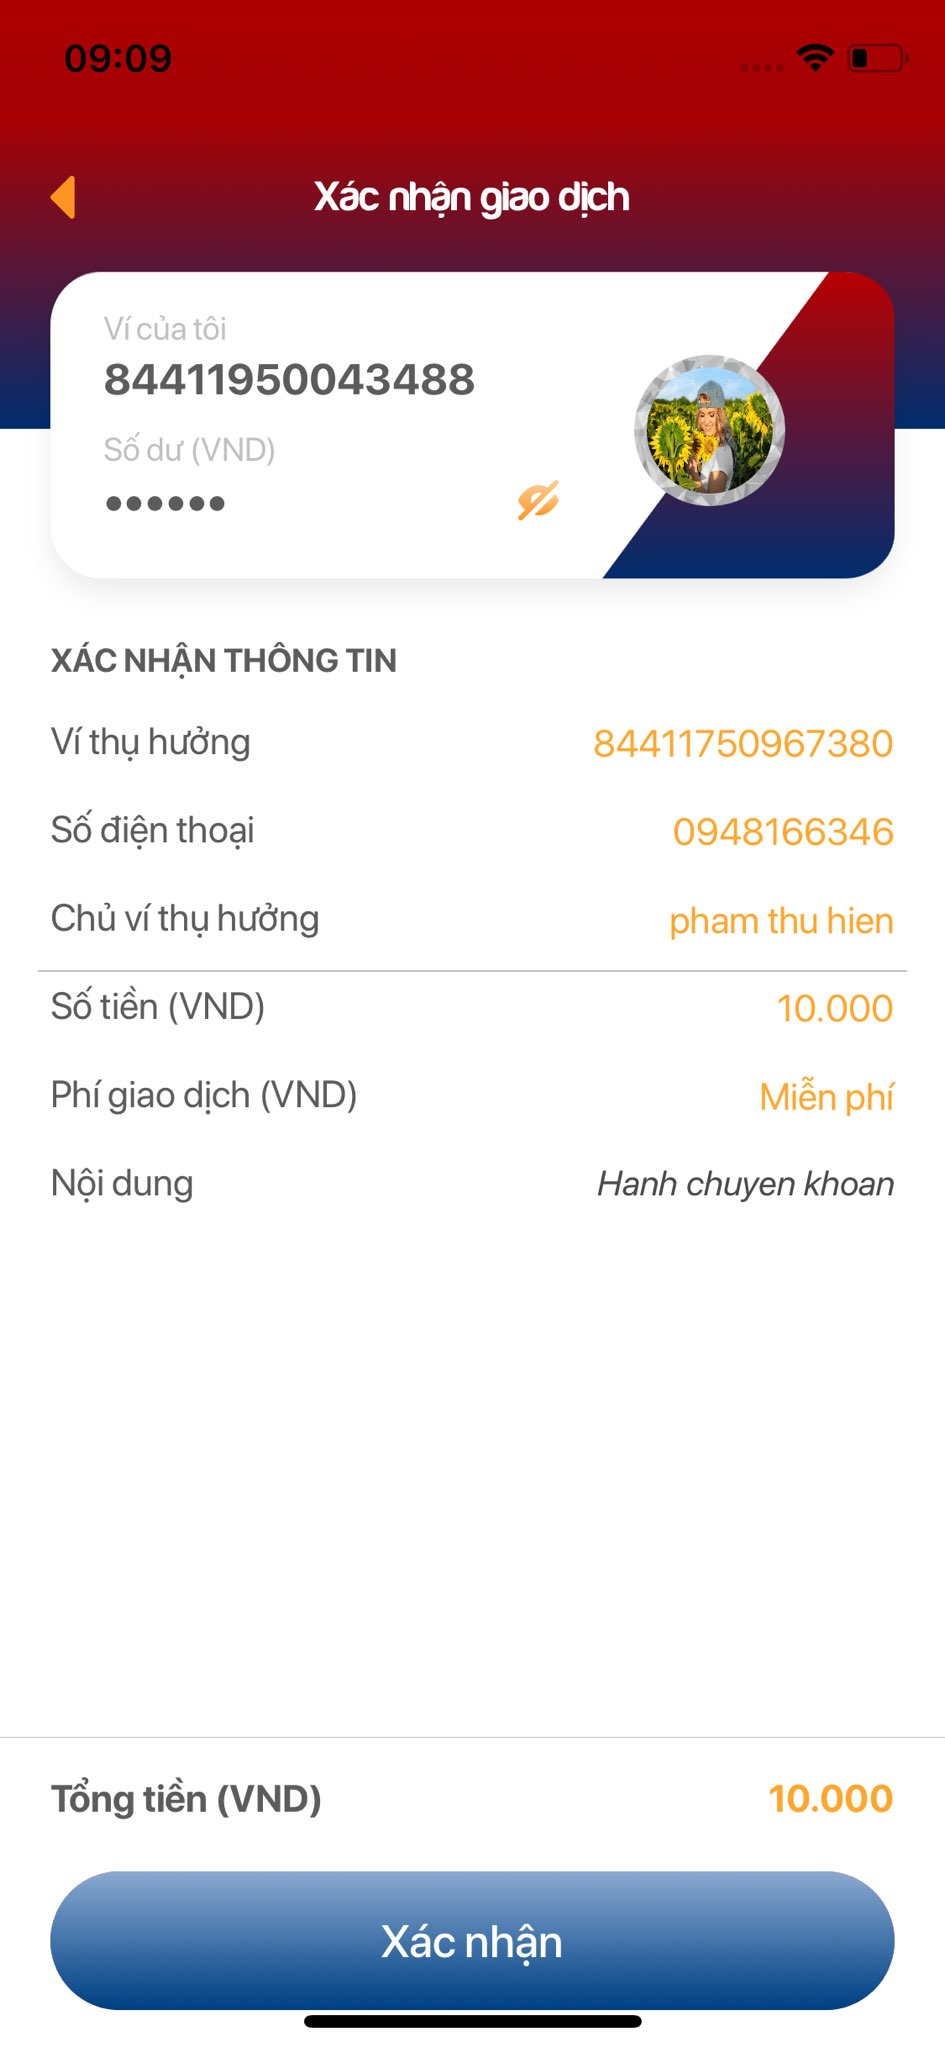 09:09
Xác nhận giao dịch
Ví của tôi
84411950043488
Số dư (VND)
••••••
XÁC NHẬN THÔNG TIN
Ví thụ hưởng 84411750967380
Số điện thoại 0948166346
Chủ ví thụ hưởng pham thu hien
Số tiền (VND) 10.000
Phí giao dịch (VND) Miễn phí
Nội dung Hanh chuyen khoan
Tổng tiền (VND) 10.000
Xác nhận